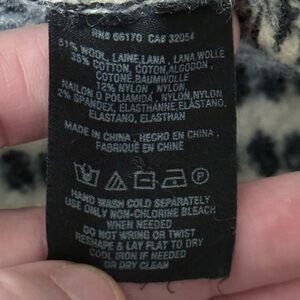 RN# 66170 CA# 32054
51% WOOL, LAINE, LANA, LANA, WOLLE
35% COTTON, COTON, ALGODON,
COTONE, BAUMWOLLE
12% NYLON, NYLON,
NAILON O POLIAMIDA, NYLON, NYLON
2% SPANDEX, ELASTHANNE, ELASTANO,
ELASTANO, ELASTHAN
MADE IN CHINA, HECHO EN CHINA,
FABRIQUÉ EN CHINE
HAND WASH COLD SEPARATELY
USE ONLY NON-CHLORINE BLEACH
WHEN NEEDED
DO NOT WRING OR TWIST
RESHAPE & LAY FLAT TO DRY
COOL IRON IF NEEDED
OR DRY CLEAN